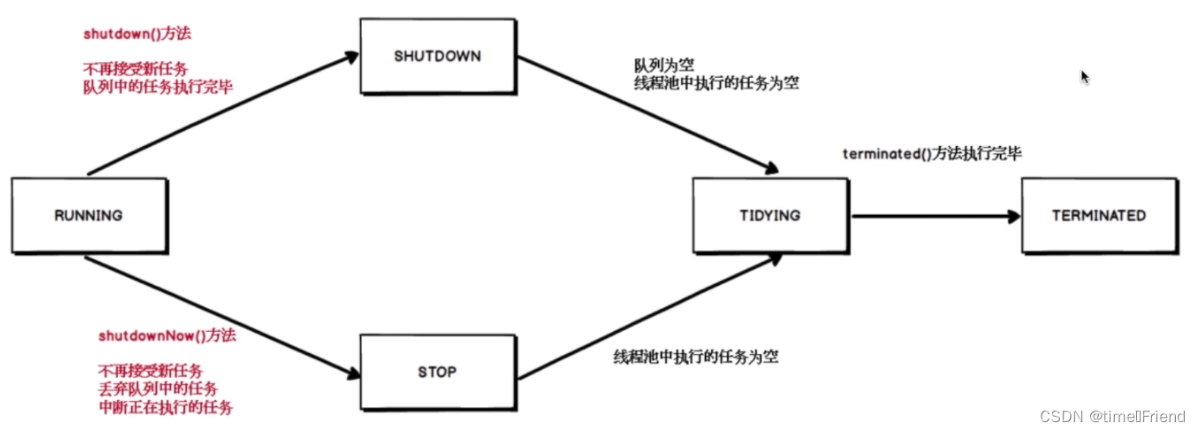 shutdown()方法
不再接受新任务
队列中的任务执行完毕
SHUTDOWN
队列为空
线程池中执行的任务为空
terminated()方法执行完毕
RUNNING
TIDYING
TERMINATED
shutdownNow()方法
不再接受新任务
丢弃队列中的任务
中断正在执行的任务
STOP
线程池中执行的任务为空
CSDN @time Friend